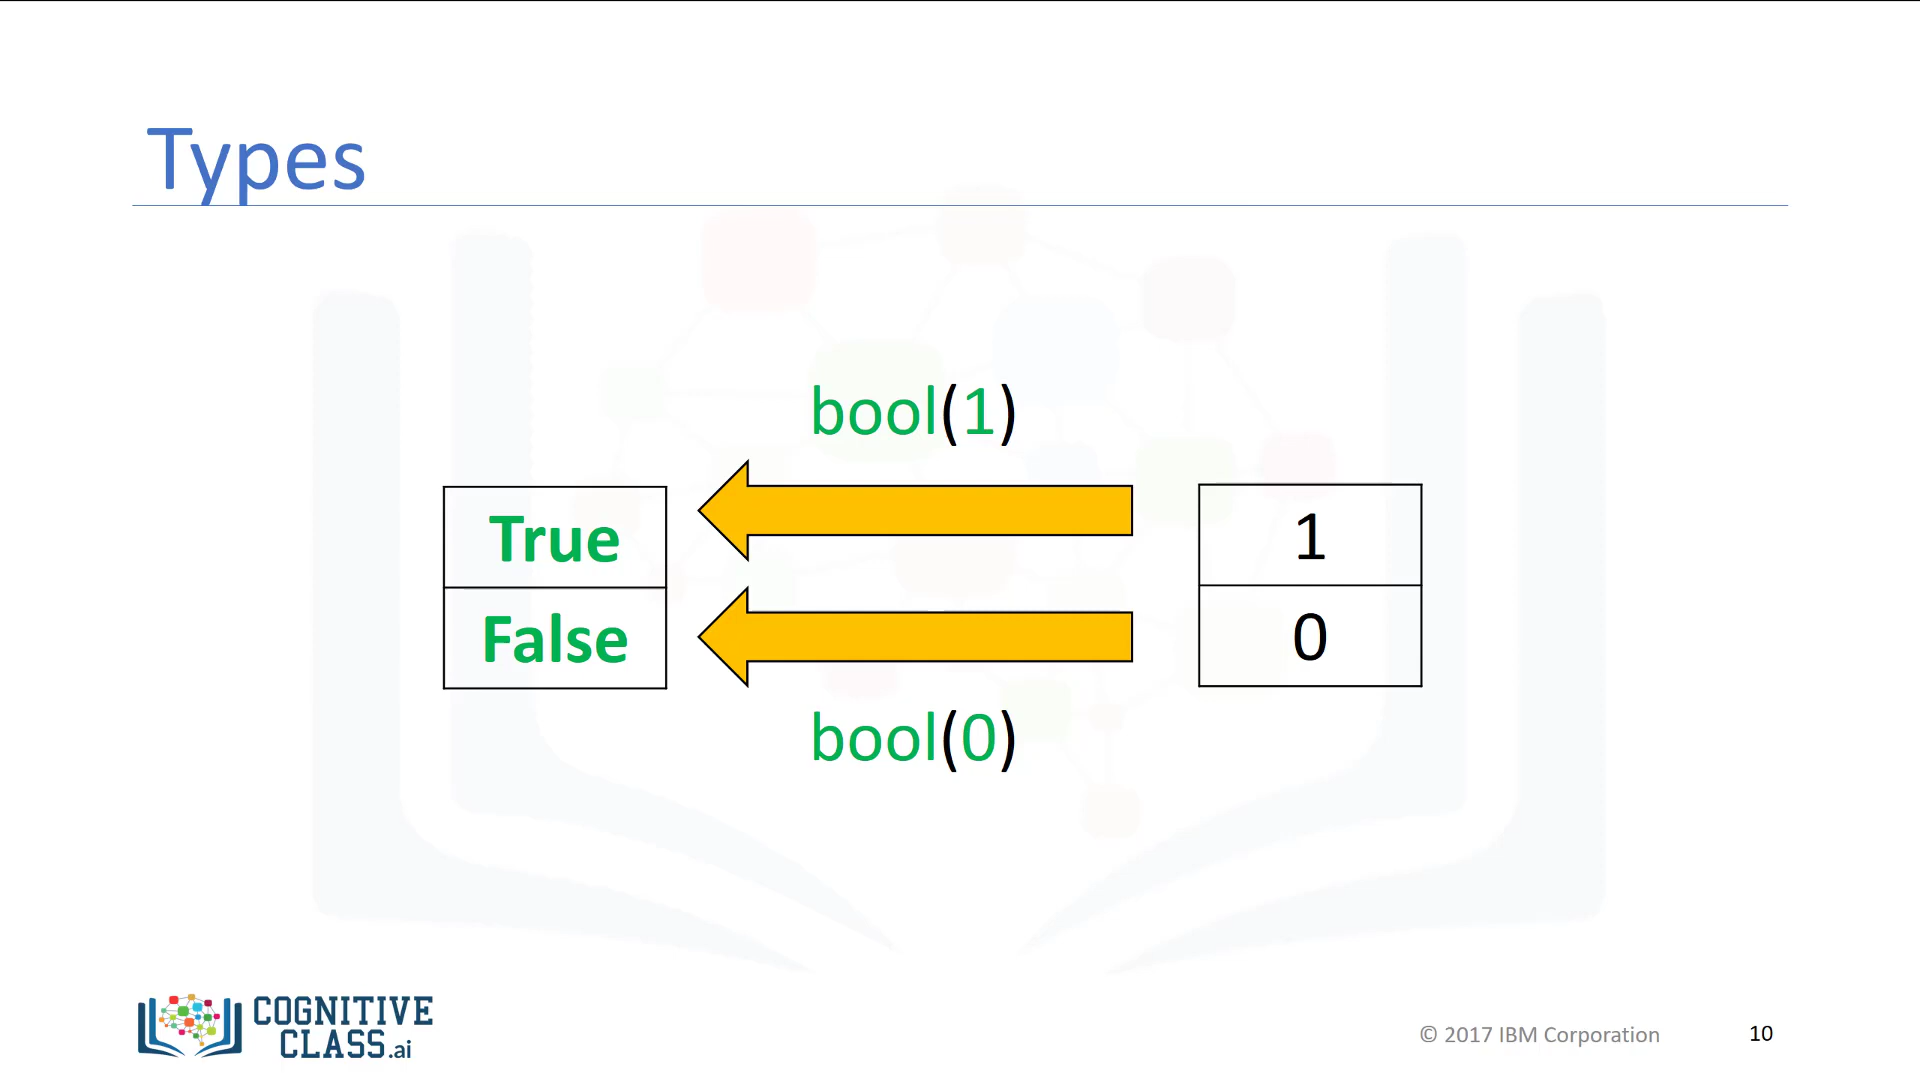 Types
bool(1)
True
1
False
0
bool(0)
COGNITIVE
CLASS.ai
© 2017 IBM Corporation
10